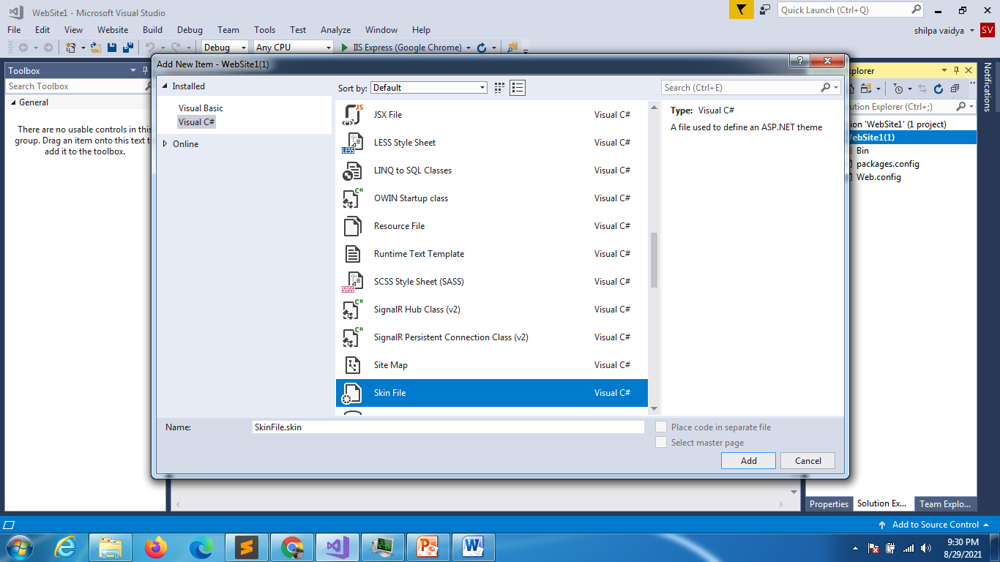 WebSite1 - Microsoft Visual Studio
Quick Launch (Ctrl+Q)
File Edit View Website Build Debug Team Tools Test Analyze Window Help
shilpa vaidya SV
Debug Any CPU IIS Express (Google Chrome)
Toolbox
Search Toolbox
General
There are no usable controls in this
group. Drag an item onto this text t
add it to the toolbox.
Add New Item - WebSite1(1)
Installed
Visual Basic
Visual C#
Online
Sort by: Default
Search (Ctrl+E)
JS
JSX File Visual C#
LESS
LESS Style Sheet Visual C#
LINQ to SQL Classes Visual C#
C#
OWIN Startup class Visual C#
Resource File Visual C#
Runtime Text Template Visual C#
SASS
SCSS Style Sheet (SASS) Visual C#
C#
SignalR Hub Class (v2) Visual C#
C#
SignalR Persistent Connection Class (v2) Visual C#
Site Map Visual C#
Skin File Visual C#
Type: Visual C#
A file used to define an ASP.NET theme
Name: SkinFile.skin
Place code in separate file
Select master page
Add Cancel
xplorer
ution Explorer (Ctrl+;)
ion 'WebSite1' (1 project)
ebSite1(1)
Bin
packages.config
Web.config
Notifications
Properties Solution Ex... Team Explo...
Add to Source Control
9:30 PM
8/29/2021